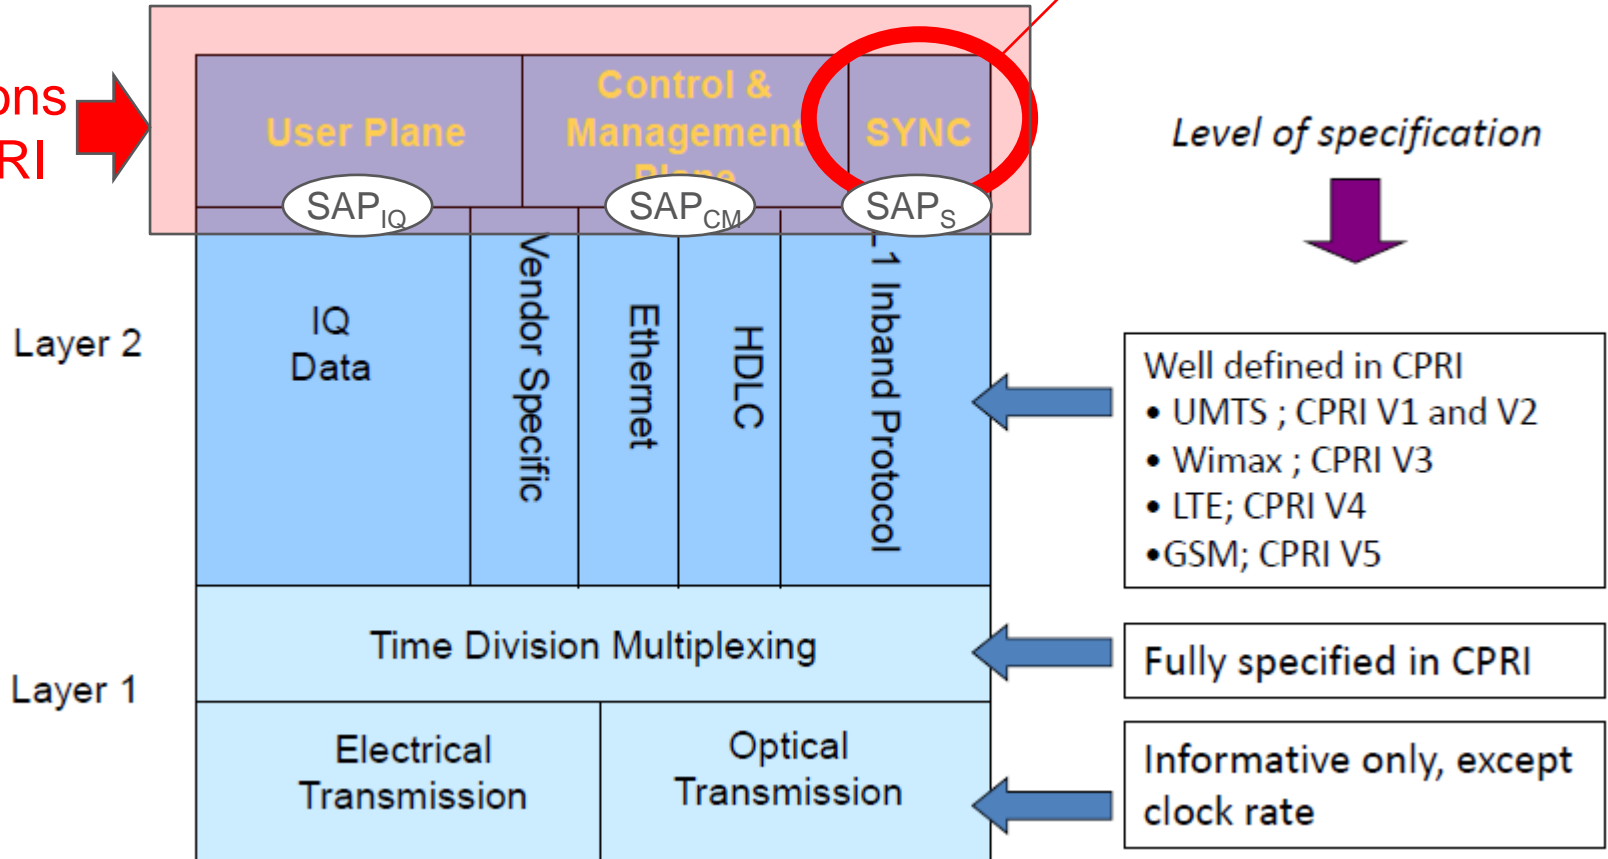 ons
RI
User Plane
Control &
Management
Plane
SYNC
SAPIQ
SAPCM
SAPS
Level of specification
Layer 2
IQ
Data
Vendor Specific
Ethernet
HDLC
L1 Inband Protocol
Well defined in CPRI
• UMTS ; CPRI V1 and V2
• Wimax ; CPRI V3
• LTE; CPRI V4
•GSM; CPRI V5
Layer 1
Time Division Multiplexing
Fully specified in CPRI
Electrical
Transmission
Optical
Transmission
Informative only, except
clock rate